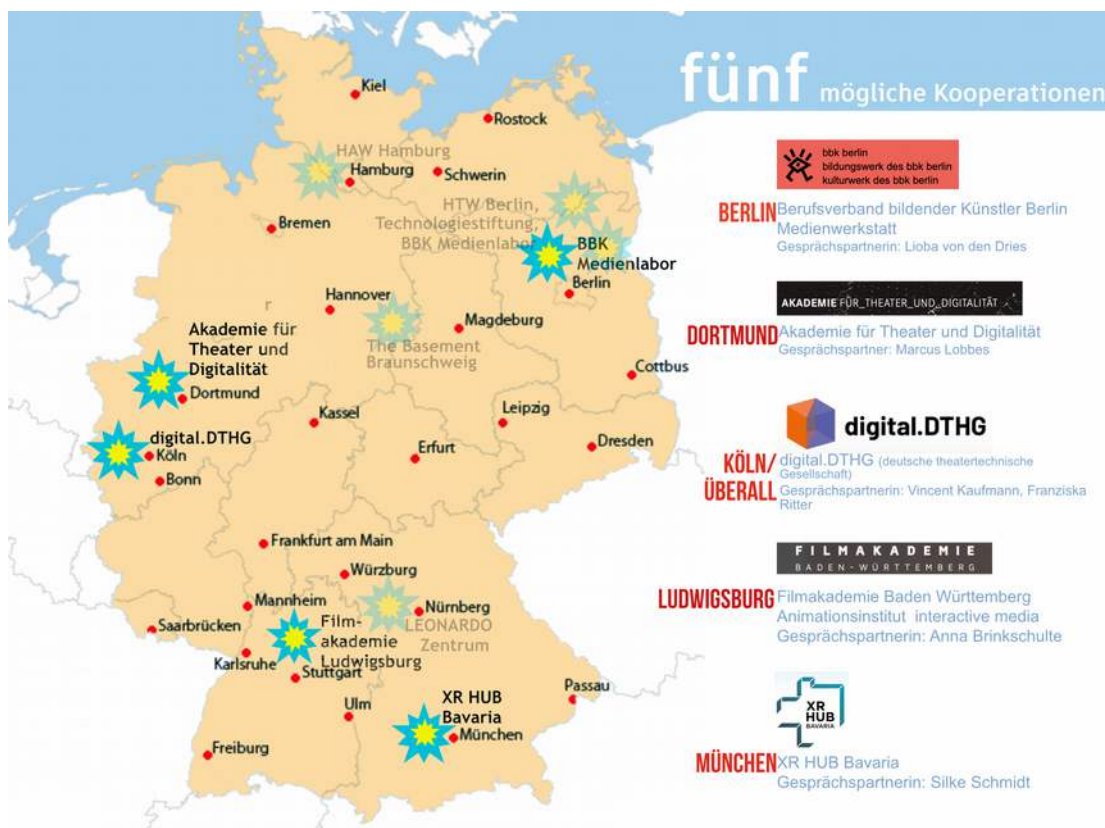 fünf mögliche Kooperationen
Kiel
Rostock
HAW Hamburg
Hamburg
Schwerin
HTW Berlin,
Technologiestiftung,
BBK Medienlabor
Bremen
BBK
Medienlabor
Berlin
Hannover
r
Magdeburg
The Basement
Braunschweig
Akademie für
Theater und
Digitalität
Dortmund
Cottbus
Kassel
Leipzig
digital.DTHG
Köln
Erfurt
Dresden
Bonn
Frankfurt am Main
Würzburg
Mannheim
Nürnberg
LEONARDO
Zentrum
Saarbrücken
Film-
akademie
Ludwigsburg
Karlsruhe
Stuttgart
XR HUB
Bavaria
Passau
Ulm
München
Freiburg
bbk berlin
bildungswerk des bbk berlin
kulturwerk des bbk berlin
BERLIN Berufsverband bildender Künstler Berlin
Medienwerkstatt
Gesprächspartnerin: Lioba von den Dries
AKADEMIE FÜR_THEATER_UND_DIGITALITÄT
DORTMUND Akademie für Theater und Digitalität
Gesprächspartner: Marcus Lobbes
digital.DTHG
KÖLN/
ÜBERALL
digital.DTHG (deutsche theatertechnische
Gesellschaft)
Gesprächspartnerin: Vincent Kaufmann, Franziska
Ritter
FILMAKADEMIE
BADEN-WÜRTTEMBERG
LUDWIGSBURG Filmakademie Baden Württemberg
Animationsinstitut interactive media
Gesprächspartnerin: Anna Brinkschulte
XR
HUB
BAVARIA
MÜNCHEN XR HUB Bavaria
Gesprächspartnerin: Silke Schmidt